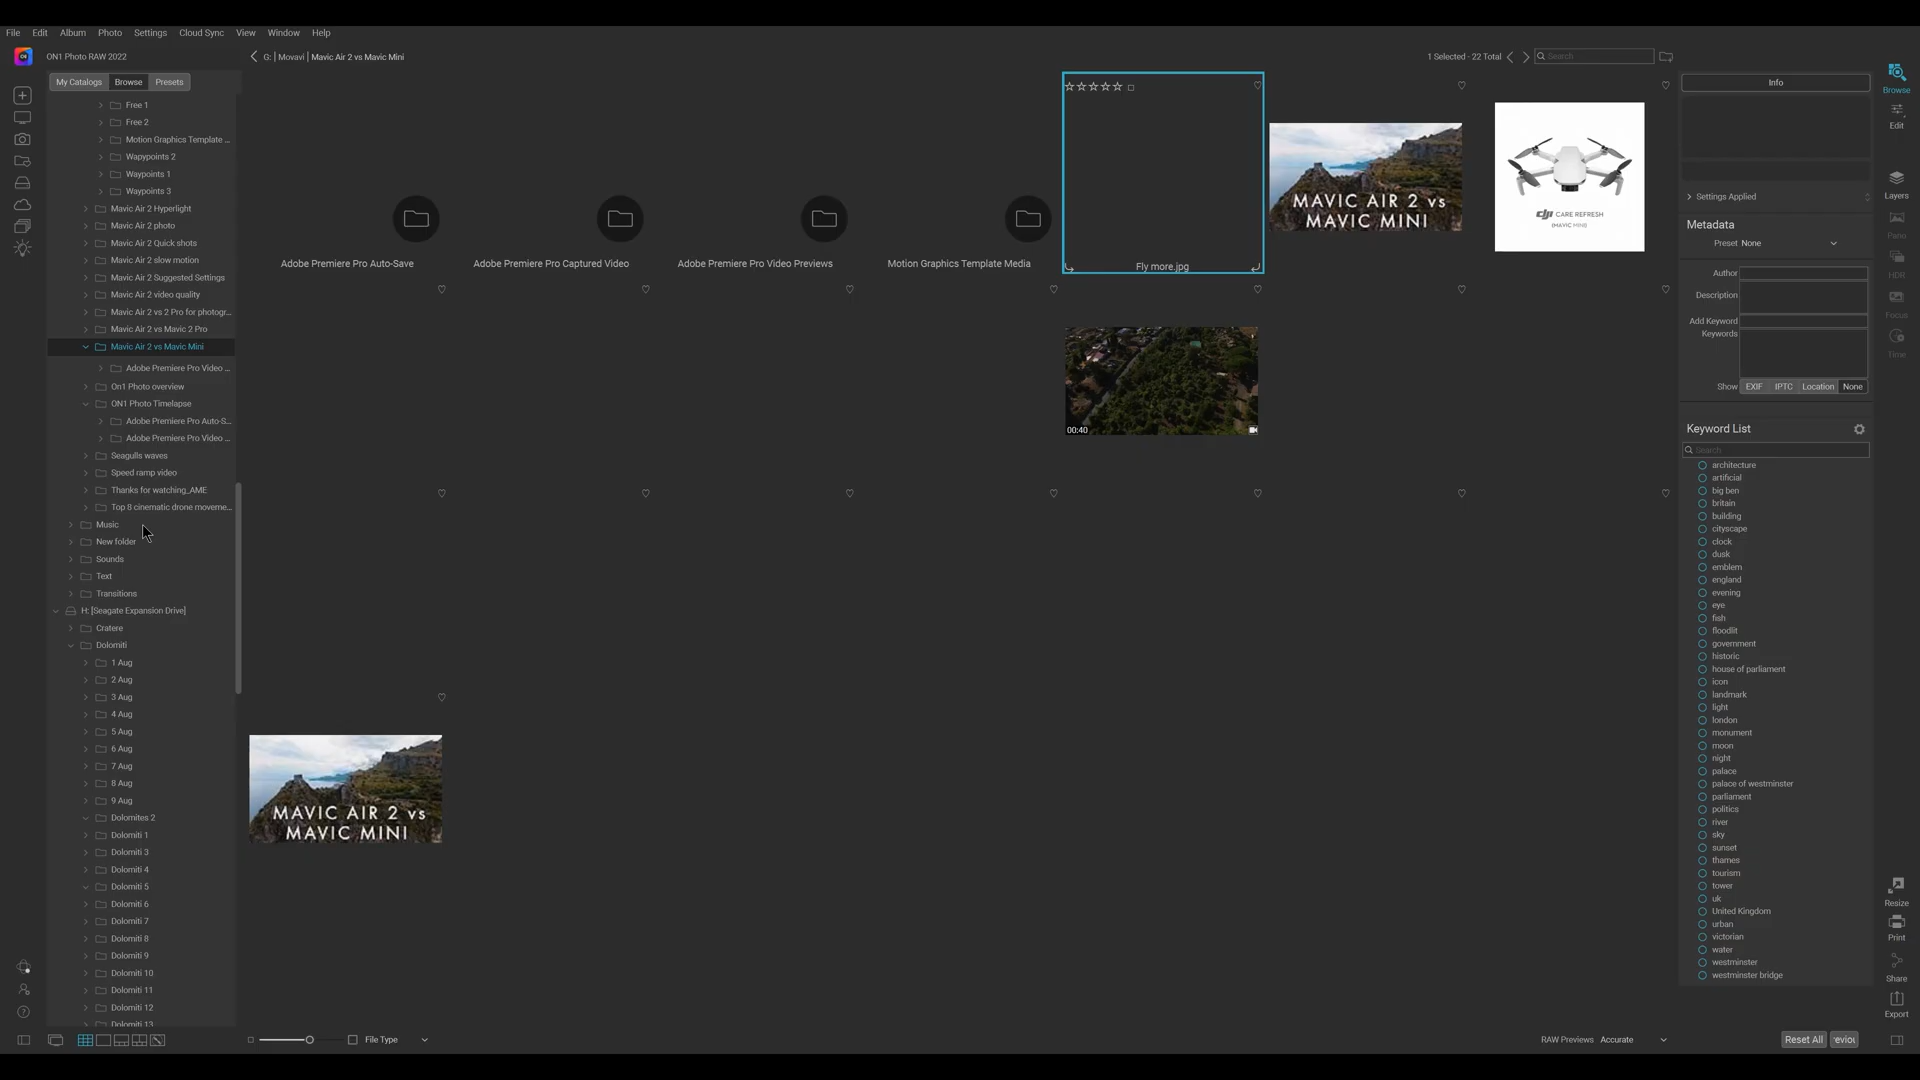 File Edit Album Photo Settings Cloud Sync View Window Help
ON1 Photo RAW 2022
G: | Movavi | Mavic Air 2 vs Mavic Mini
1 Selected - 22 Total
Search
My Catalogs Browse Presets
Free 1
Free 2
Motion Graphics Template ...
Wapypoints 2
Waypoints 1
Waypoints 3
Mavic Air 2 Hyperlight
Mavic Air 2 photo
Mavic Air 2 Quick shots
Mavic Air 2 slow motion
Mavic Air 2 Suggested Settings
Mavic Air 2 video quality
Mavic Air 2 vs 2 Pro for photogr...
Mavic Air 2 vs Mavic 2 Pro
Mavic Air 2 vs Mavic Mini
Adobe Premiere Pro Video ...
On1 Photo overview
ON1 Photo Timelapse
Adobe Premiere Pro Auto-S...
Adobe Premiere Pro Video ...
Seagulls waves
Speed ramp video
Thanks for watching_AME
Top 8 cinematic drone moveme...
Music
New folder
Sounds
Text
Transitions
H: [Seagate Expansion Drive]
Cratere
Dolomiti
1 Aug
2 Aug
3 Aug
4 Aug
5 Aug
6 Aug
7 Aug
8 Aug
9 Aug
Dolomites 2
Dolomiti 1
Dolomiti 3
Dolomiti 4
Dolomiti 5
Dolomiti 6
Dolomiti 7
Dolomiti 8
Dolomiti 9
Dolomiti 10
Dolomiti 11
Dolomiti 12
Dolomiti 13
Adobe Premiere Pro Auto-Save
Adobe Premiere Pro Captured Video
Adobe Premiere Pro Video Previews
Motion Graphics Template Media
Fly more.jpg
MAVIC AIR 2 vs
MAVIC MINI
dji CARE REFRESH
(MAVIC MINI)
00:40
MAVIC AIR 2 vs
MAVIC MINI
File Type
RAW Previews Accurate
Reset All
eviou
Info
Settings Applied
Metadata
Preset None
Author
Description
Add Keyword
Keywords
Show EXIF IPTC Location None
Keyword List
Search
architecture
artificial
big ben
britain
building
cityscape
clock
dusk
emblem
england
evening
eye
fish
floodlit
government
historic
house of parliament
icon
landmark
light
london
monument
moon
night
palace
palace of westminster
parliament
politics
river
sky
sunset
thames
tourism
tower
uk
United Kingdom
urban
victorian
water
westminster
westminster bridge
Browse
Edit
Layers
Pano
HDR
Focus
Time
Resize
Print
Share
Export